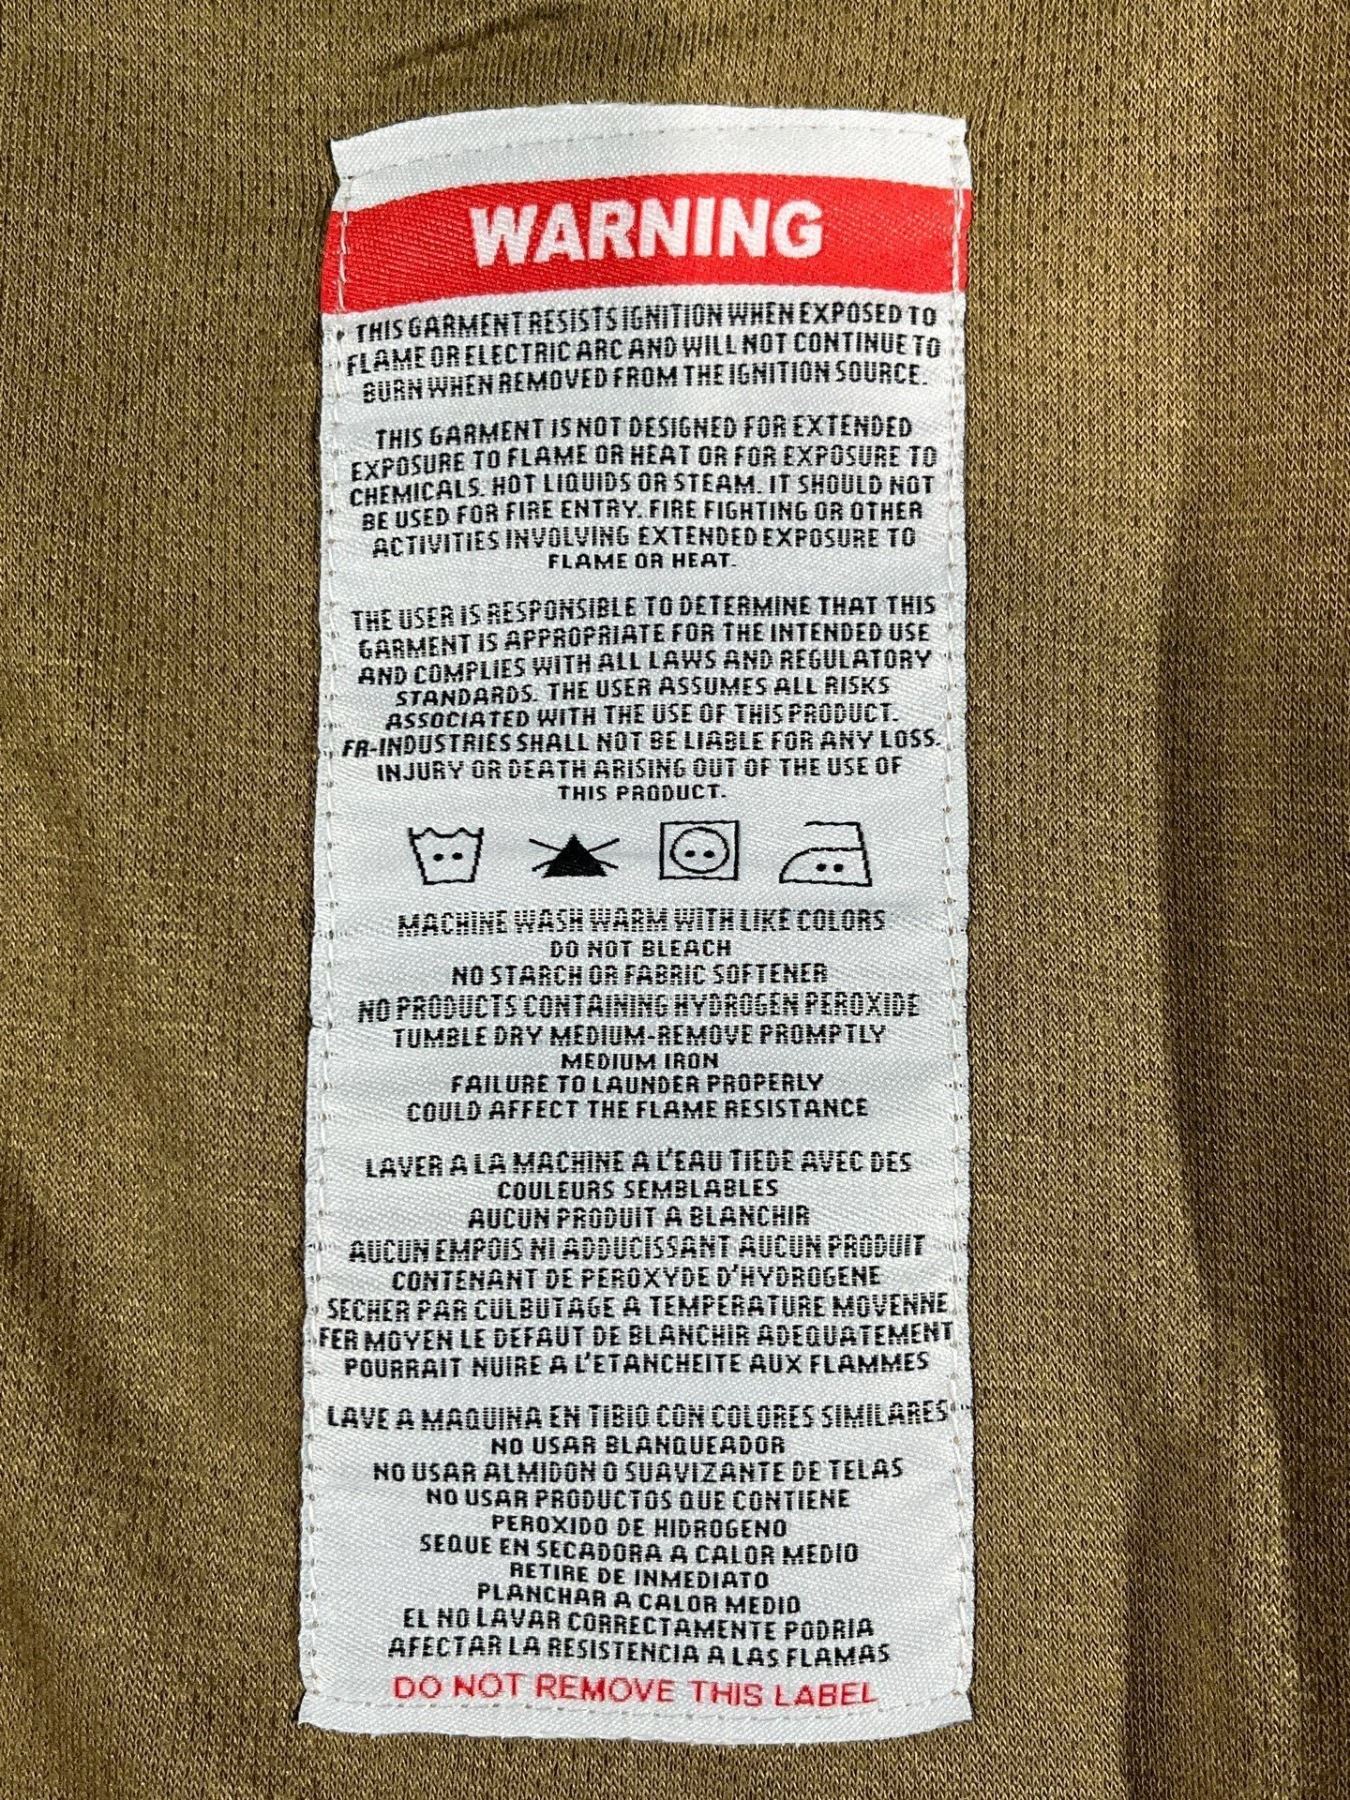 WARNING
THIS GARMENT RESISTS IGNITION WHEN EXPOSED TO
FLAME OR ELECTRIC ARC AND WILL NOT CONTINUE TO
BURN WHEN REMOVED FROM THE IGNITION SOURCE.
THIS GARMENT IS NOT DESIGNED FOR EXTENDED
EXPOSURE TO FLAME OR HEAT OR FOR EXPOSURE TO
CHEMICALS. HOT LIQUIDS OR STEAM. IT SHOULD NOT
BE USED FOR FIRE ENTRY. FIRE FIGHTING OR OTHER
ACTIVITIES INVOLVING EXTENDED EXPOSURE TO
FLAME OR HEAT.
THE USER IS RESPONSIBLE TO DETERMINE THAT THIS
GARMENT IS APPROPRIATE FOR THE INTENDED USE
AND COMPLIES WITH ALL LAWS AND REGULATORY
STANDARDS. THE USER ASSUMES ALL RISKS
ASSOCIATED WITH THE USE OF THIS PRODUCT.
FR-INDUSTRIES SHALL NOT BE LIABLE FOR ANY LOSS.
INJURY OR DEATH ARISING OUT OF THE USE OF
THIS PRODUCT.
MACHINE WASH WARM WITH LIKE COLORS
DO NOT BLEACH
NO STARCH OR FABRIC SOFTENER
NO PRODUCTS CONTAINING HYDROGEN PEROXIDE
TUMBLE DRY MEDIUM-REMOVE PROMPTLY
MEDIUM IRON
FAILURE TO LAUNDER PROPERLY
COULD AFFECT THE FLAME RESISTANCE
LAVER A LA MACHINE A L'EAU TIEDE AVEC DES
COULEURS SEMBLABLES
AUCUN PRODUIT A BLANCHIR
AUCUN EMPOIS NI ADDUCISSANT AUCUN PRODUIT
CONTENANT DE PEROXYDE D'HYDROGENE
SECHER PAR CULBUTAGE A TEMPERATURE MOVENNE
FER MOYEN LE DEFAUT DE BLANCHIR ADEQUATEMENT
POURRAIT NUIRE A L'ETANCHEITE AUX FLAMMES
LAVE A MAQUINA EN TIBIO CON COLORES SIMILARES
NO USAR BLANQUEADOR
NO USAR ALMIDON O SUAVIZANTE DE TELAS
NO USAR PRODUCTOS QUE CONTIENE
PEROXIDO DE HIDROGENO
SEQUE EN SECADORA A CALOR MEDIO
RETIRE DE INMEDIATO
PLANCHAR A CALOR MEDIO
EL NO LAVAR CORRECTAMENTE PODRIA
AFECTAR LA RESISTENCIA A LAS FLAMAS
DO NOT REMOVE THIS LABEL